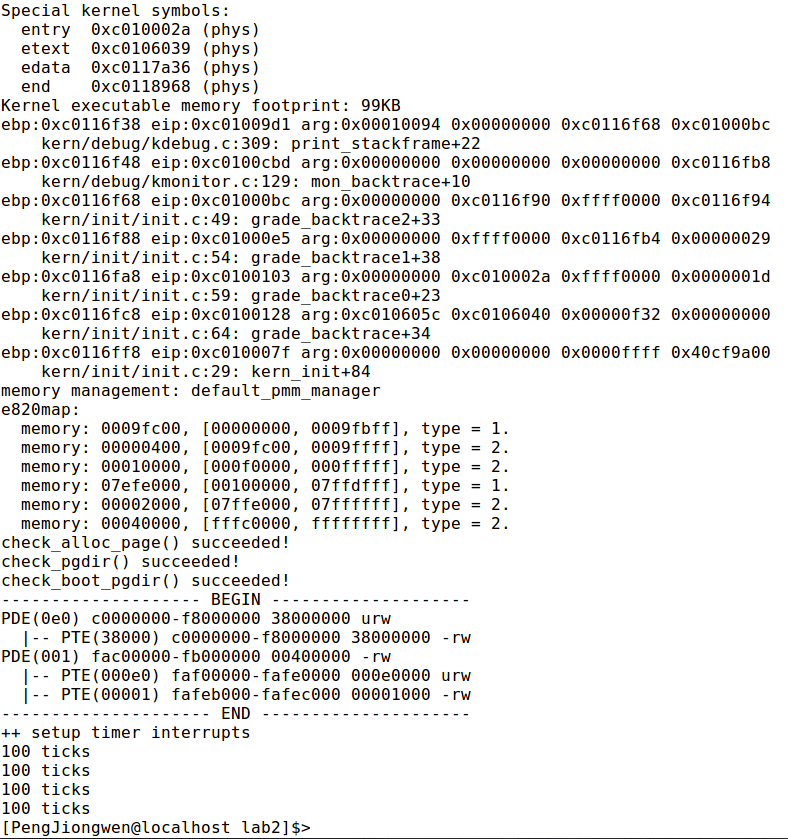 Special kernel symbols:
  entry  0xc010002a (phys)
  etext  0xc0106039 (phys)
  edata  0xc0117a36 (phys)
  end    0xc0118968 (phys)
Kernel executable memory footprint: 99KB
ebp:0xc0116f38 eip:0xc01009d1 arg:0x00010094 0x00000000 0xc0116f68 0xc01000bc
    kern/debug/kdebug.c:309: print_stackframe+22
ebp:0xc0116f48 eip:0xc0100cbd arg:0x00000000 0x00000000 0x00000000 0xc0116fb8
    kern/debug/kmonitor.c:129: mon_backtrace+10
ebp:0xc0116f68 eip:0xc01000bc arg:0x00000000 0xc0116f90 0xffff0000 0xc0116f94
    kern/init/init.c:49: grade_backtrace2+33
ebp:0xc0116f88 eip:0xc01000e5 arg:0x00000000 0xffff0000 0xc0116fb4 0x00000029
    kern/init/init.c:54: grade_backtrace1+38
ebp:0xc0116fa8 eip:0xc0100103 arg:0x00000000 0xc010002a 0xffff0000 0x0000001d
    kern/init/init.c:59: grade_backtrace0+23
ebp:0xc0116fc8 eip:0xc0100128 arg:0xc010605c 0xc0106040 0x00000f32 0x00000000
    kern/init/init.c:64: grade_backtrace+34
ebp:0xc0116ff8 eip:0xc010007f arg:0x00000000 0x00000000 0x0000ffff 0x40cf9a00
    kern/init/init.c:29: kern_init+84
memory management: default_pmm_manager
e820map:
  memory: 0009fc00, [00000000, 0009fbff], type = 1.
  memory: 00000400, [0009fc00, 0009ffff], type = 2.
  memory: 00010000, [000f0000, 000fffff], type = 2.
  memory: 07efe000, [00100000, 07ffdfff], type = 1.
  memory: 00002000, [07ffe000, 07ffffff], type = 2.
  memory: 00040000, [fffc0000, ffffffff], type = 2.
check_alloc_page() succeeded!
check_pgdir() succeeded!
check_boot_pgdir() succeeded!
-------------------- BEGIN --------------------
PDE(0e0) c0000000-f8000000 38000000 urw
  |-- PTE(38000) c0000000-f8000000 38000000 -rw
PDE(001) fac00000-fb000000 00400000 -rw
  |-- PTE(000e0) faf00000-fafe0000 000e0000 urw
  |-- PTE(00001) fafeb000-fafec000 00001000 -rw
--------------------- END ---------------------
++ setup timer interrupts
100 ticks
100 ticks
100 ticks
100 ticks
[PengJiongwen@localhost lab2]$>